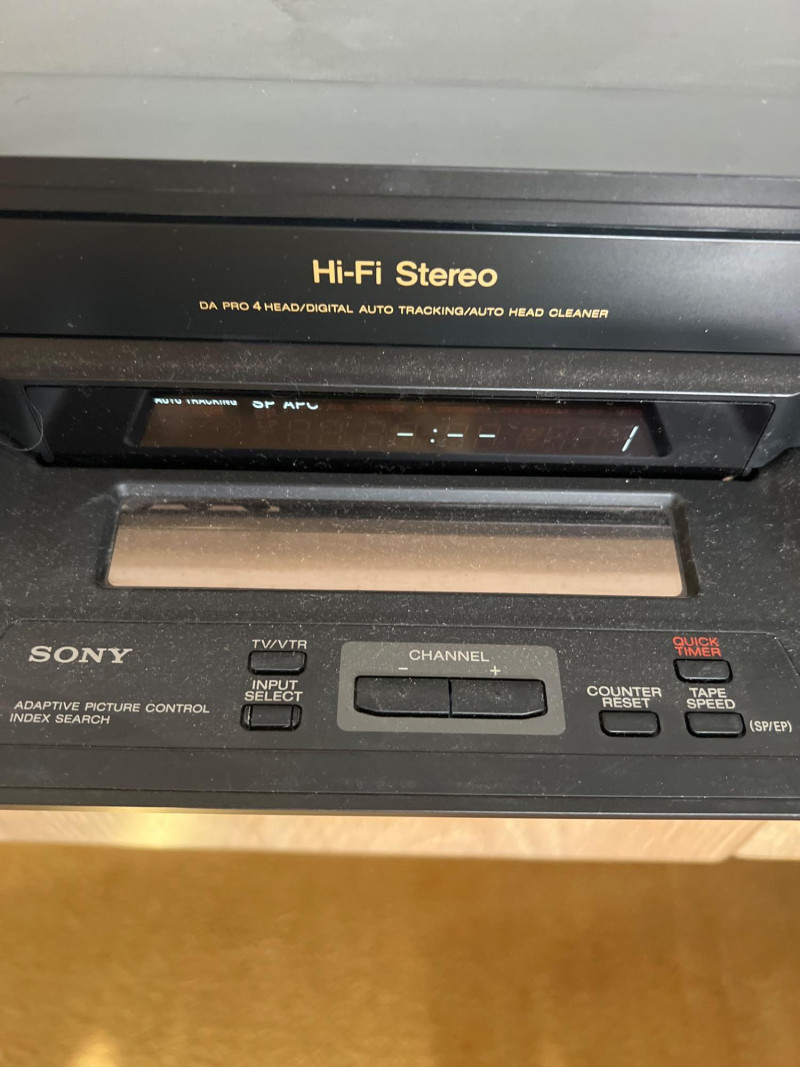 Hi-Fi Stereo
DA PRO 4 HEAD/DIGITAL AUTO TRACKING/AUTO HEAD CLEANER
AUTO TRACKING SP APC
-:-- 1
SONY
TV/VTR
CHANNEL
- +
QUICK
TIMER
INPUT
SELECT
COUNTER
RESET
TAPE
SPEED
(SP/EP)
ADAPTIVE PICTURE CONTROL
INDEX SEARCH